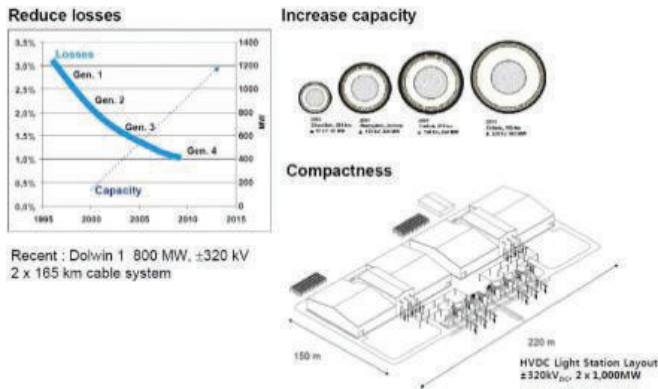 Reduce losses
Increase capacity
3,5%
3,0%
2,5%
2,0%
1,5%
1,0%
0,5%
0,0%
Losses
Gen. 1
Gen. 2
Gen. 3
Gen. 4
Capacity
1400
1200
1000
800
600
400
200
0
MW
1995
2000
2005
2010
2015
Compactness
Recent : Dolwin 1 800 MW, ±320 kV
2 x 165 km cable system
150 m
220 m
HVDC Light Station Layout
±320kVDC, 2 x 1,000MW